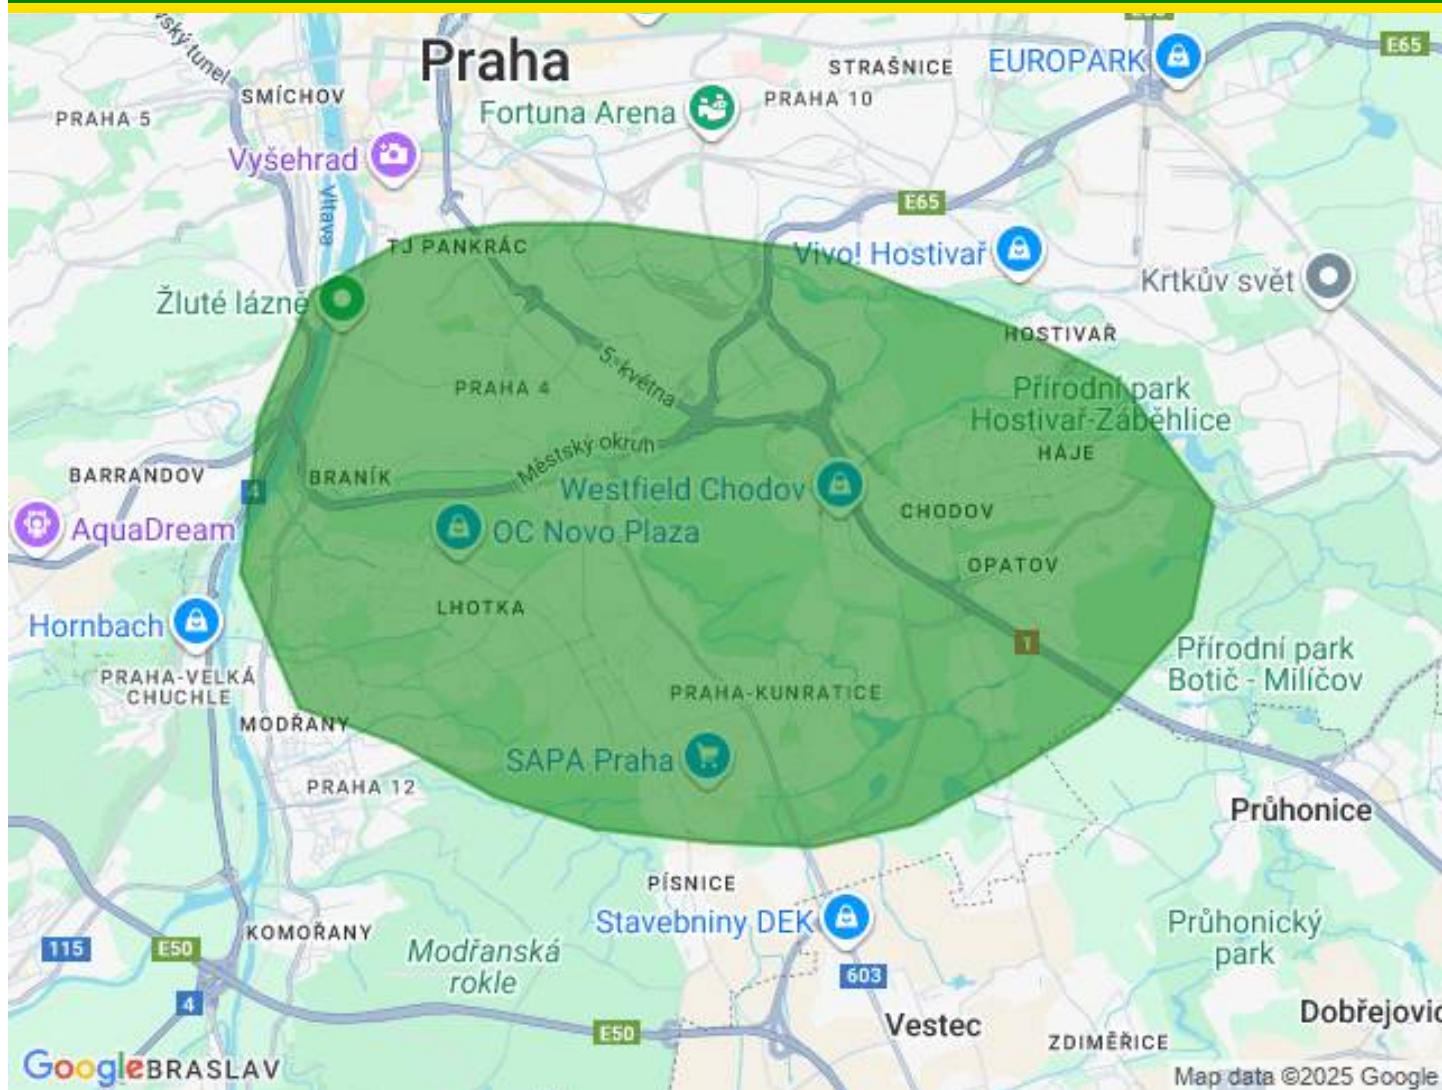 Praha
STRAŠNICE
EUROPARK
E65
SMÍCHOV
PRAHA 5
Fortuna Arena
PRAHA 10
Vyšehrad
Vltava
E65
TJ PANKRÁC
Vivo! Hostivař
Krtkův svět
Žluté lázně
HOSTIVAŘ
5. května
PRAHA 4
Přírodní park
Hostivař-Záběhlice
Městský okruh
HÁJE
BARRANDOV
BRANÍK
4
Westfield Chodov
CHODOV
AquaDream
OC Novo Plaza
OPATOV
LHOTKA
Hornbach
1
Přírodní park
Botič - Milíčov
PRAHA-VELKÁ
CHUCHLE
PRAHA-KUNRATICE
MODŘANY
SAPA Praha
PRAHA 12
Průhonice
PÍSNICE
Stavebniny DEK
KOMOŘANY
Modřanská
rokle
Průhonický
park
115
E50
603
4
E50
Vestec
Dobřejovic
ZDIMĚŘICE
Google
BRASLAV
Map data ©2025 Google